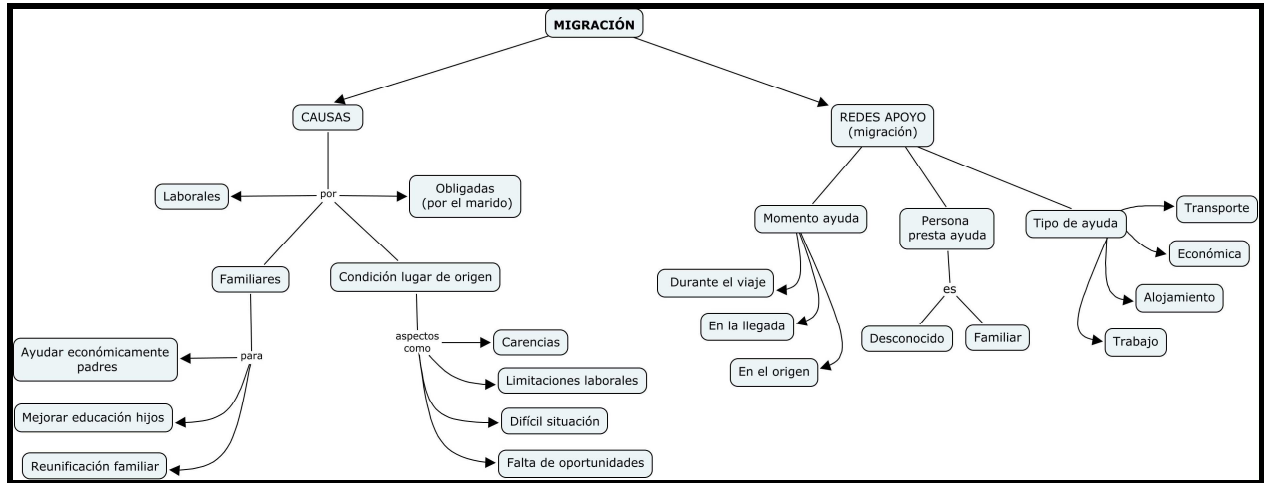 MIGRACIÓN
CAUSAS
REDES APOYO
(migración)
Laborales
por
Obligadas
(por el marido)
Familiares
Condición lugar de origen
para
Ayudar económicamente
padres
Mejorar educación hijos
Reunificación familiar
aspectos
como
Carencias
Limitaciones laborales
Difícil situación
Falta de oportunidades
Momento ayuda
Durante el viaje
En la llegada
En el origen
Persona
presta ayuda
es
Desconocido
Familiar
Tipo de ayuda
Transporte
Económica
Alojamiento
Trabajo